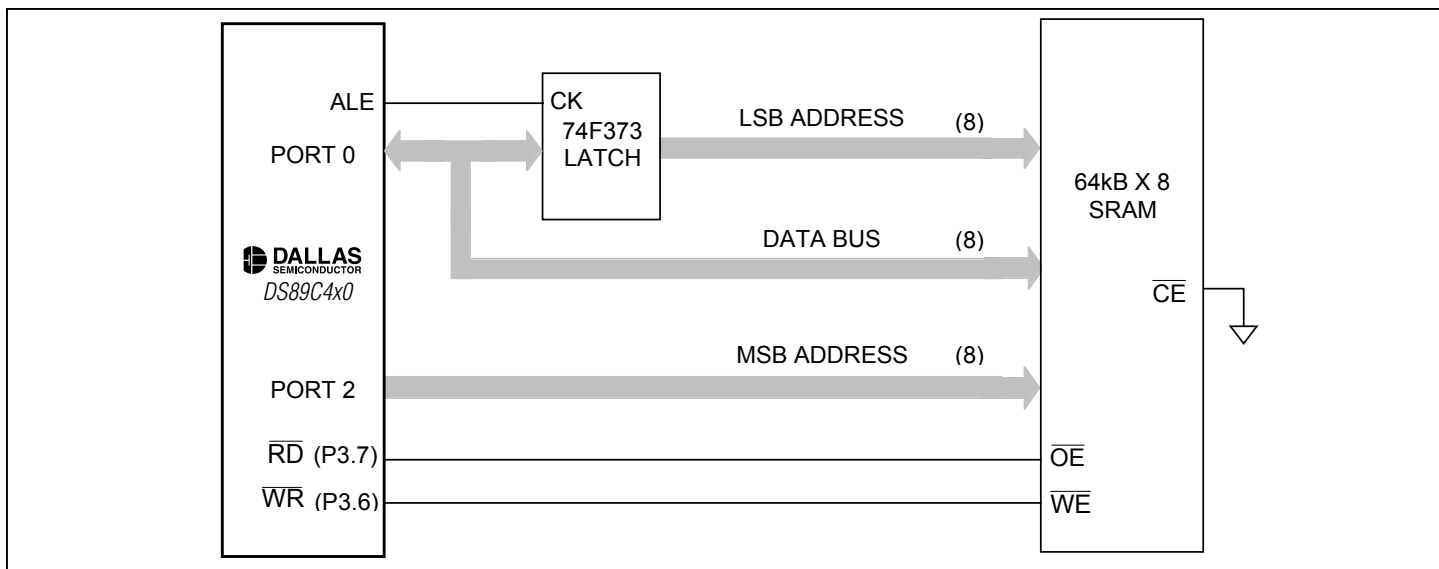 ALE
PORT 0
DALLAS
SEMICONDUCTOR
DS89C4x0
PORT 2
RD (P3.7)
WR (P3.6)
CK
74F373
LATCH
LSB ADDRESS (8)
DATA BUS (8)
MSB ADDRESS (8)
64kB X 8
SRAM
CE
OE
WE